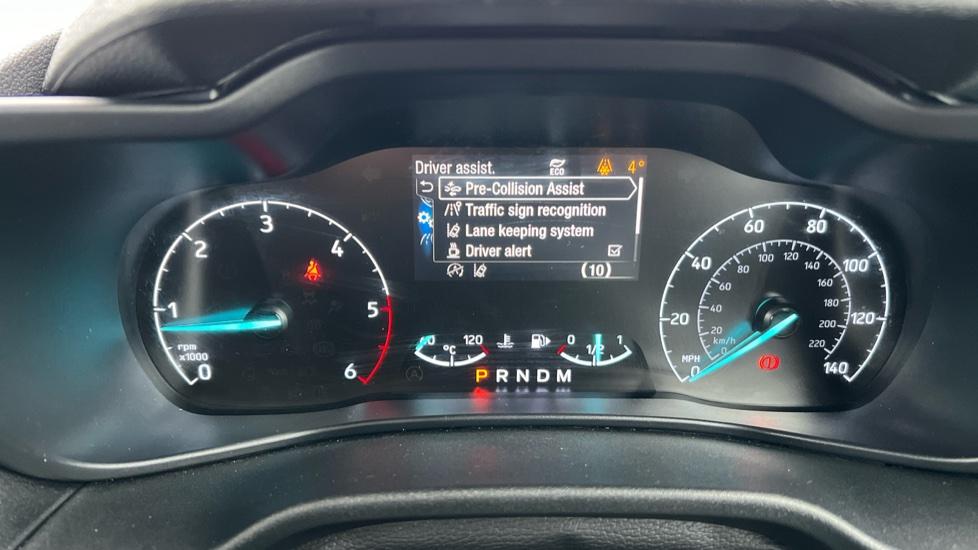 Driver assist. ECO 4°
Pre-Collision Assist
Traffic sign recognition
Lane keeping system
Driver alert
(10)
0
1
2
3
4
5
6
rpm
x1000
120
°C
0 1/2 1
P R N D M
0
20
40
60
80
100
120
140
MPH
0
20
40
60
80
100
120
140
160
180
200
220
km/h